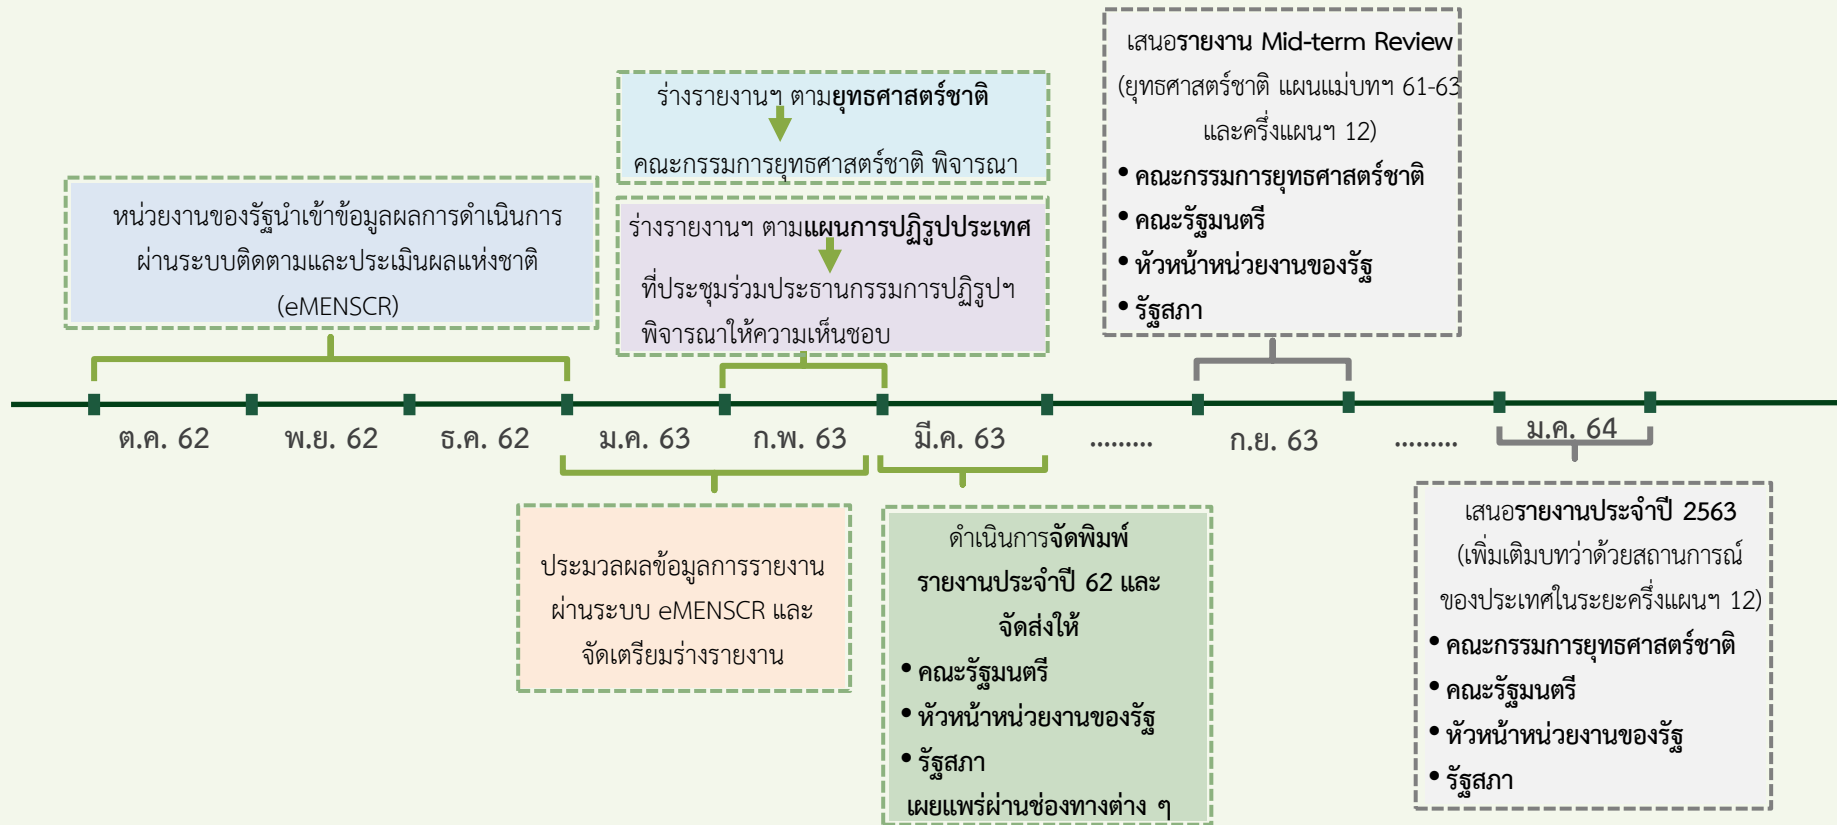 หน่วยงานของรัฐนำเข้าข้อมูลผลการดำเนินการ
ผ่านระบบติดตามและประเมินผลแห่งชาติ
(eMENSCR)
ร่างรายงานฯ ตามยุทธศาสตร์ชาติ
คณะกรรมการยุทธศาสตร์ชาติ พิจารณา
ร่างรายงานฯ ตามแผนการปฏิรูปประเทศ
ที่ประชุมร่วมประธานกรรมการปฏิรูปฯ
พิจารณาให้ความเห็นชอบ
เสนอรายงาน Mid-term Review
(ยุทธศาสตร์ชาติ แผนแม่บทฯ 61-63
และครึ่งแผนฯ 12)
• คณะกรรมการยุทธศาสตร์ชาติ
• คณะรัฐมนตรี
• หัวหน้าหน่วยงานของรัฐ
• รัฐสภา
ต.ค. 62 พ.ย. 62 ธ.ค. 62 ม.ค. 63 ก.พ. 63 มี.ค. 63 ......... ก.ย. 63 ......... ม.ค. 64
ประมวลผลข้อมูลการรายงาน
ผ่านระบบ eMENSCR และ
จัดเตรียมร่างรายงาน
ดำเนินการจัดพิมพ์
รายงานประจำปี 62 และ
จัดส่งให้
• คณะรัฐมนตรี
• หัวหน้าหน่วยงานของรัฐ
• รัฐสภา
เผยแพร่ผ่านช่องทางต่าง ๆ
เสนอรายงานประจำปี 2563
(เพิ่มเติมบทว่าด้วยสถานการณ์
ของประเทศในระยะครึ่งแผนฯ 12)
• คณะกรรมการยุทธศาสตร์ชาติ
• คณะรัฐมนตรี
• หัวหน้าหน่วยงานของรัฐ
• รัฐสภา